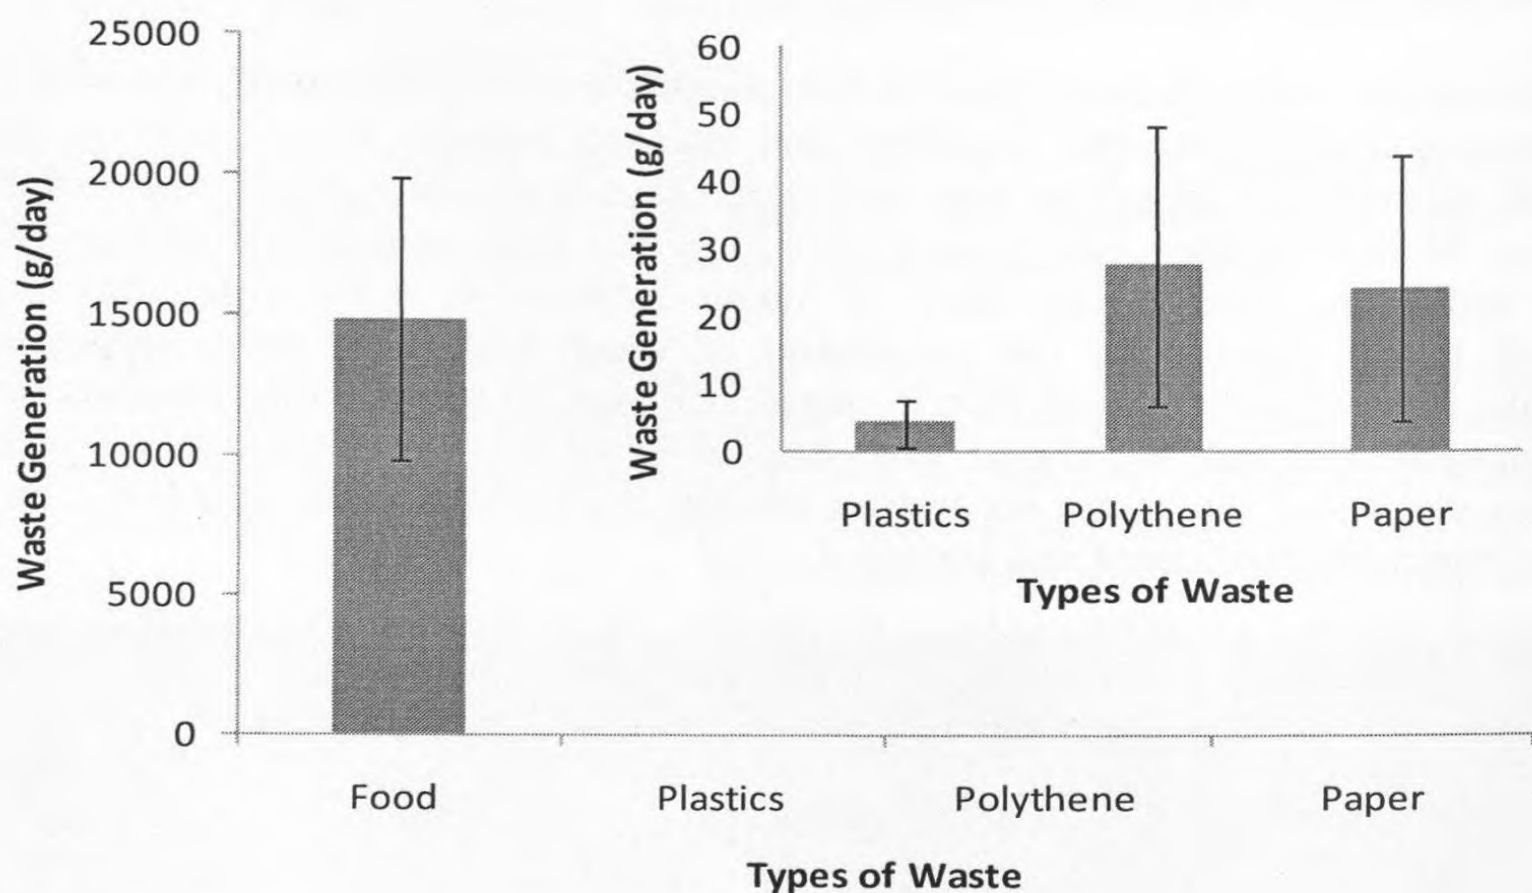 Waste Generation (g/day)
25000
20000
15000
10000
5000
0
Food
Plastics
Polythene
Paper
Types of Waste
Waste Generation (g/day)
60
50
40
30
20
10
0
Plastics
Polythene
Paper
Types of Waste